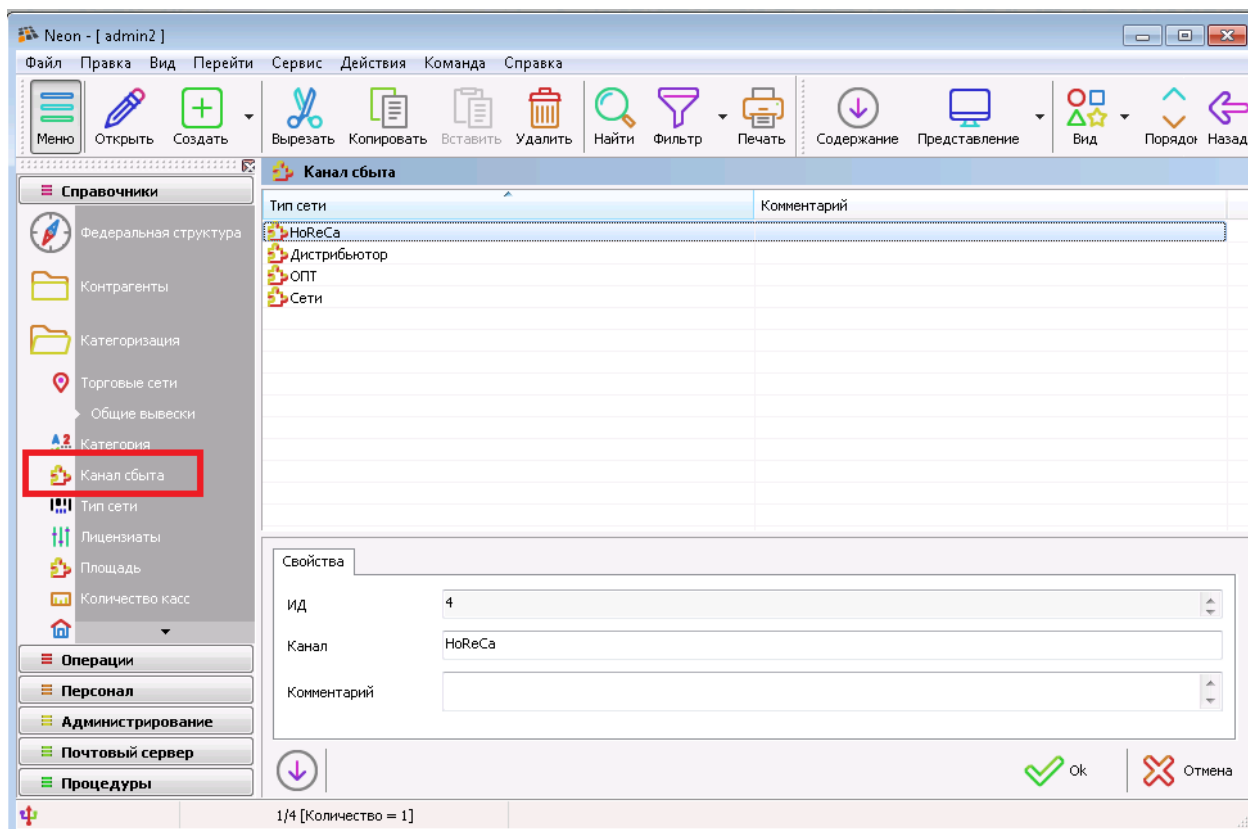 Neon - [ admin2 ]
Файл Правка Вид Перейти Сервис Действия Команда Справка
Меню Открыть Создать Вырезать Копировать Вставить Удалить Найти Фильтр Печать Содержание Представление Вид Порядок Назад
Справочники
Федеральная структура
Контрагенты
Категоризация
Торговые сети
Общие вывески
Категория
Канал сбыта
Тип сети
Лицензиаты
Площадь
Количество касс
Операции
Персонал
Администрирование
Почтовый сервер
Процедуры
Канал сбыта
Тип сети Комментарий
HoReCa
Дистрибьютор
ОПТ
Сети
Свойства
ИД 4
Канал HoReCa
Комментарий
Ok Отмена
1/4 [Количество = 1]